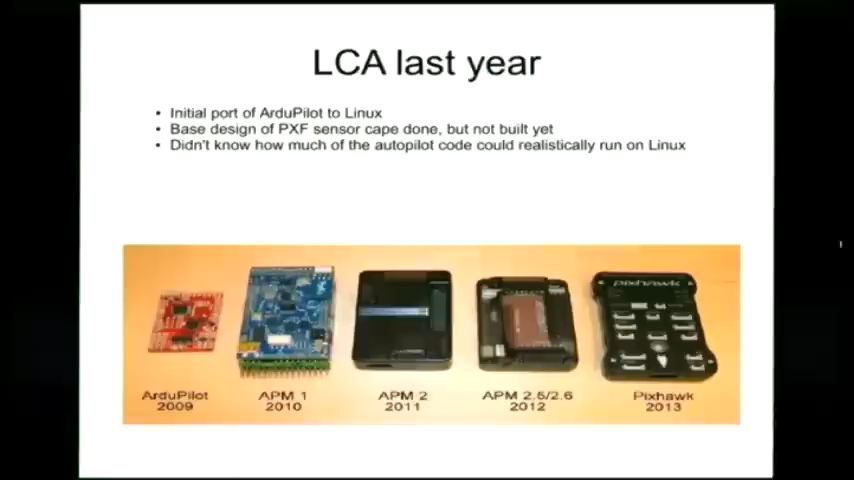 LCA last year
• Initial port of ArduPilot to Linux
• Base design of PXF sensor cape done, but not built yet
• Didn't know how much of the autopilot code could realistically run on Linux
pixhawk
ArduPilot
2009
APM 1
2010
APM 2
2011
APM 2.5/2.6
2012
Pixhawk
2013